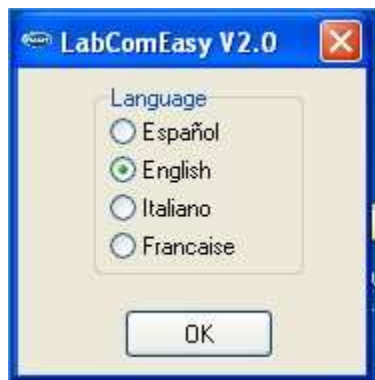 LabComEasy V2.0
Language
Español
English
Italiano
Francaise
OK